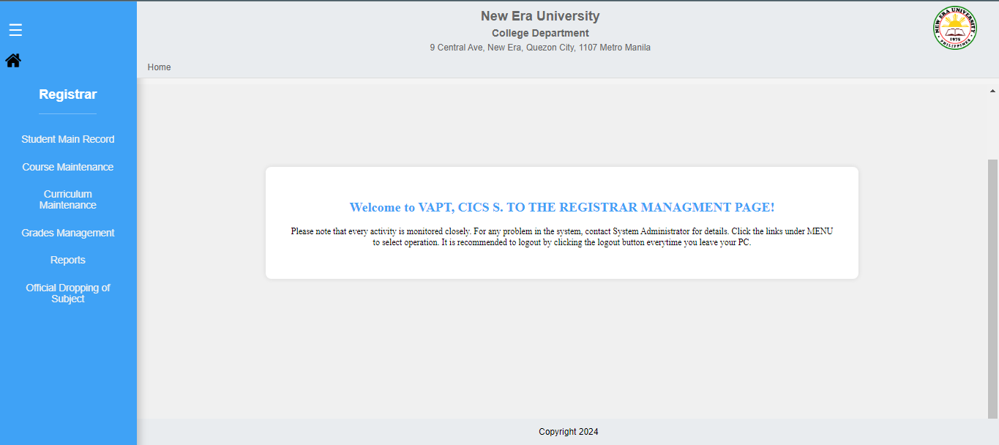 New Era University
College Department
9 Central Ave, New Era, Quezon City, 1107 Metro Manila
NEW ERA UNIVERSITY
1975
PHILIPPINES
Home
Registrar
Student Main Record
Course Maintenance
Curriculum
Maintenance
Grades Management
Reports
Official Dropping of
Subject
Welcome to VAPT, CICS S. TO THE REGISTRAR MANAGMENT PAGE!
Please note that every activity is monitored closely. For any problem in the system, contact System Administrator for details. Click the links under MENU
to select operation. It is recommended to logout by clicking the logout button everytime you leave your PC.
Copyright 2024